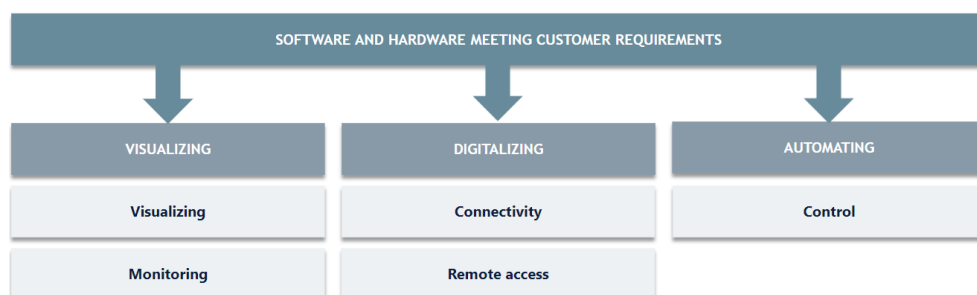 SOFTWARE AND HARDWARE MEETING CUSTOMER REQUIREMENTS
VISUALIZING
DIGITALIZING
AUTOMATING
Visualizing
Connectivity
Control
Monitoring
Remote access